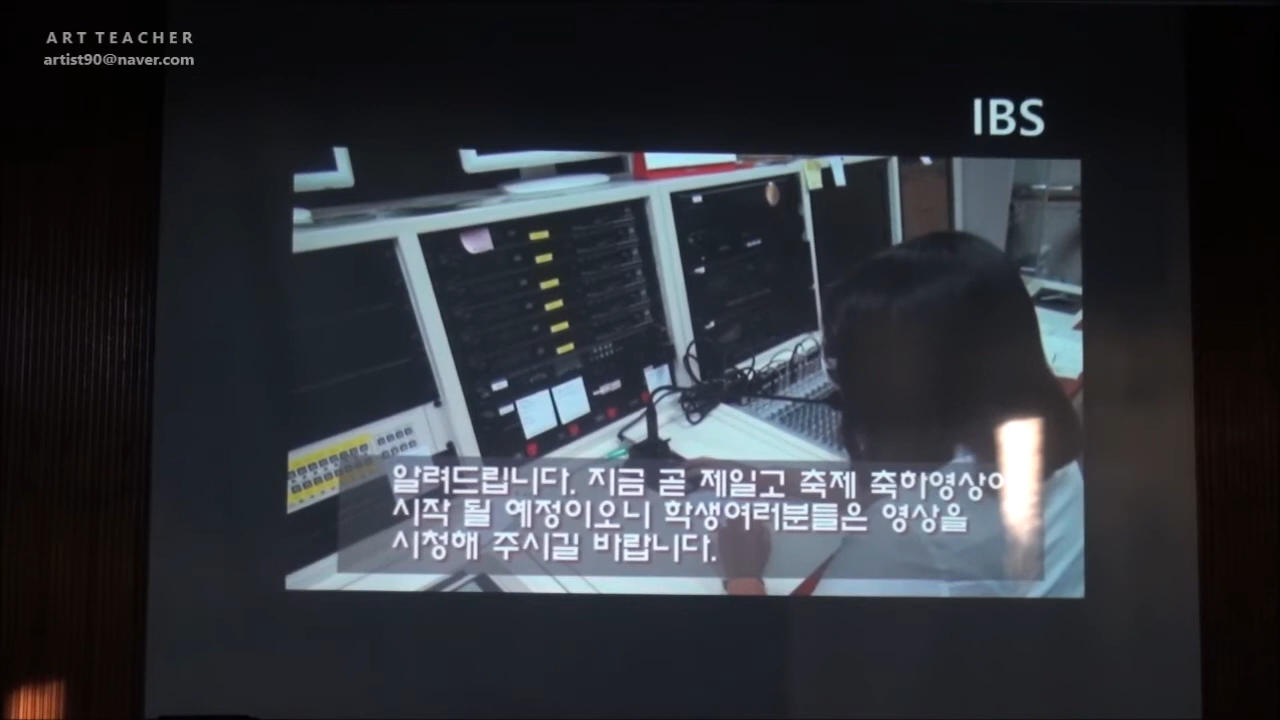 ART TEACHER
artist90@naver.com
IBS
알려드립니다. 지금 곧 제일고 축제 축하영상이
시작 될 예정이오니 학생여러분들은 영상을
시청해 주시길 바랍니다.